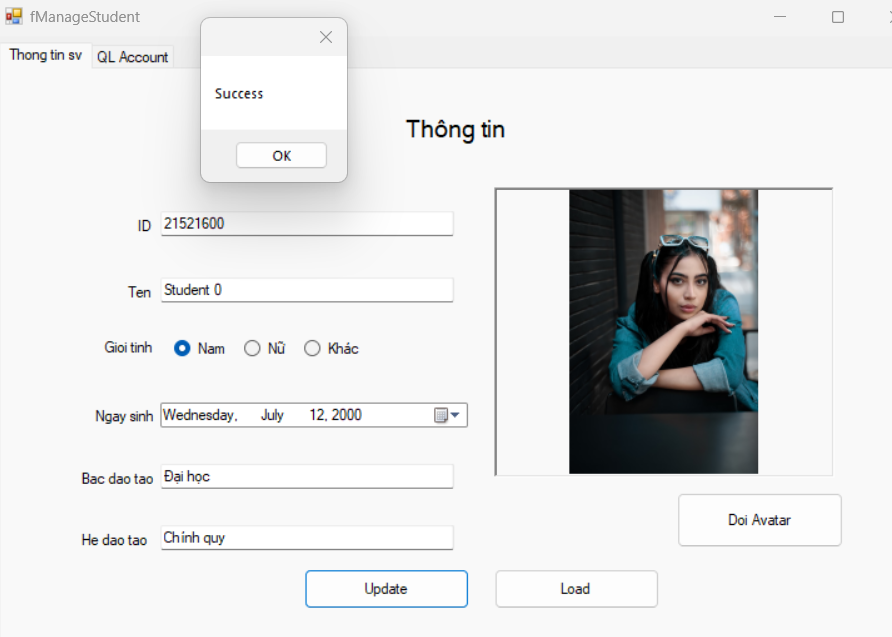 fManageStudent
Thong tin sv
QL Account
Success
OK
Thông tin
ID
21521600
Ten
Student 0
Gioi tinh
Nam
Nữ
Khác
Ngay sinh
Wednesday, July 12, 2000
Bac dao tao
Đại học
He dao tao
Chính quy
Doi Avatar
Update
Load